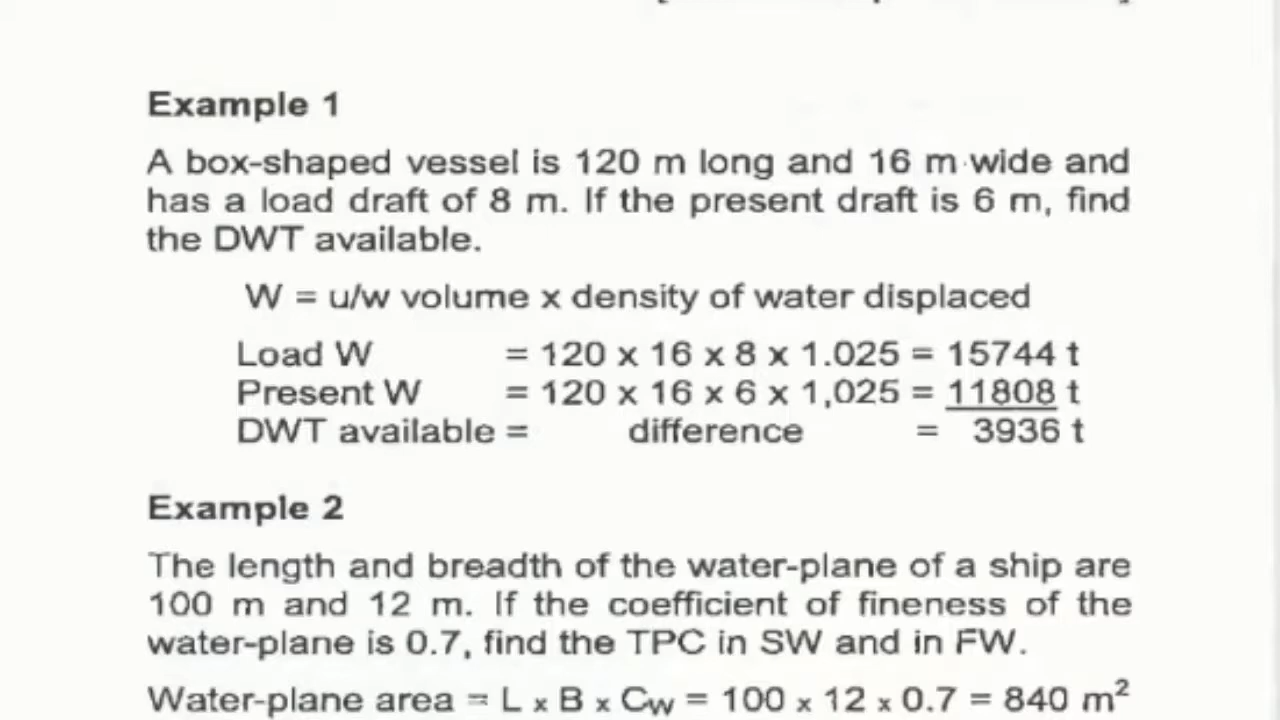 Example 1
A box-shaped vessel is 120 m long and 16 m wide and
has a load draft of 8 m. If the present draft is 6 m, find
the DWT available.
W = u/w volume x density of water displaced
Load W = 120 x 16 x 8 x 1.025 = 15744 t
Present W = 120 x 16 x 6 x 1,025 = 11808 t
DWT available = difference = 3936 t
Example 2
The length and breadth of the water-plane of a ship are
100 m and 12 m. If the coefficient of fineness of the
water-plane is 0.7, find the TPC in SW and in FW.
Water-plane area = L x B x Cw = 100 x 12 x 0.7 = 840 m²